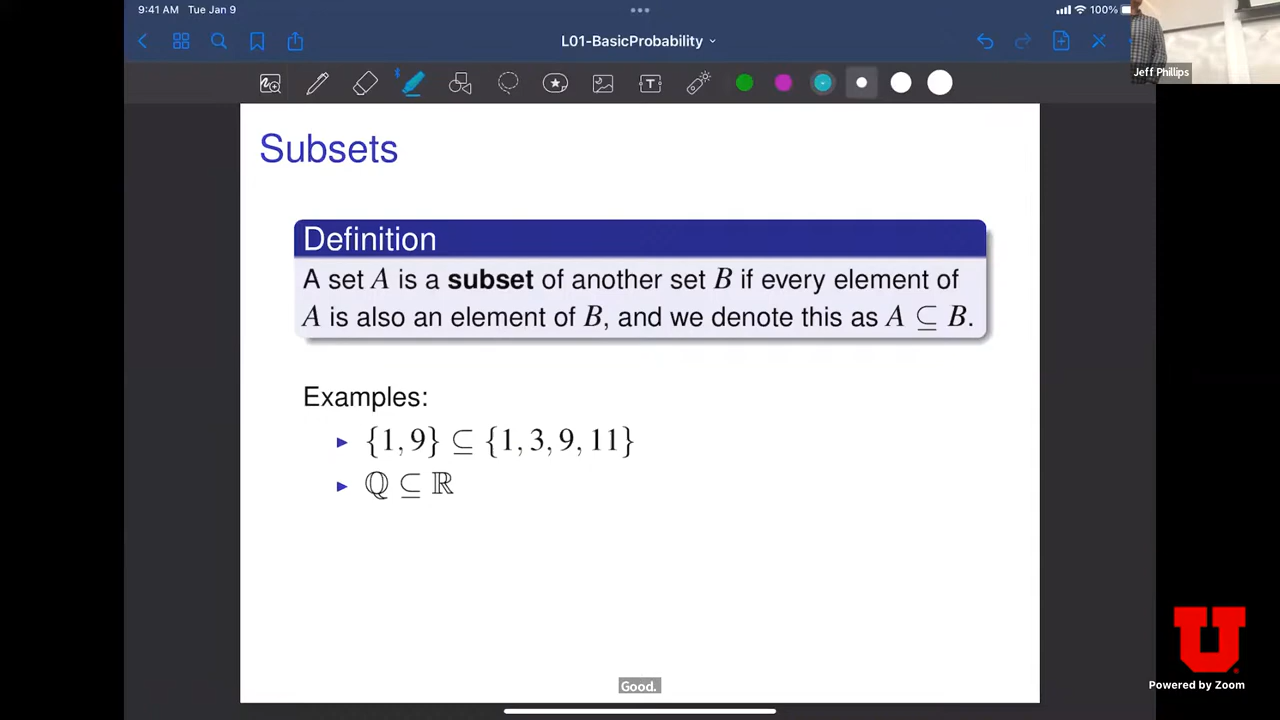 9:41 AM Tue Jan 9
100%
L01-BasicProbability
T
Jeff Phillips
Subsets
Definition
A set A is a subset of another set B if every element of
A is also an element of B, and we denote this as A ⊆ B.
Examples:
▶ {1, 9} ⊆ {1, 3, 9, 11}
▶ ℚ ⊆ ℝ
Good.
U
Powered by Zoom